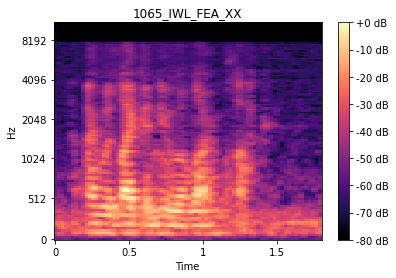 1065_IWL_FEA_XX
+0 dB
8192
-10 dB
4096
-20 dB
-30 dB
2048
Hz
-40 dB
1024
-50 dB
512
-60 dB
-70 dB
0
-80 dB
0
0.5
1
1.5
Time